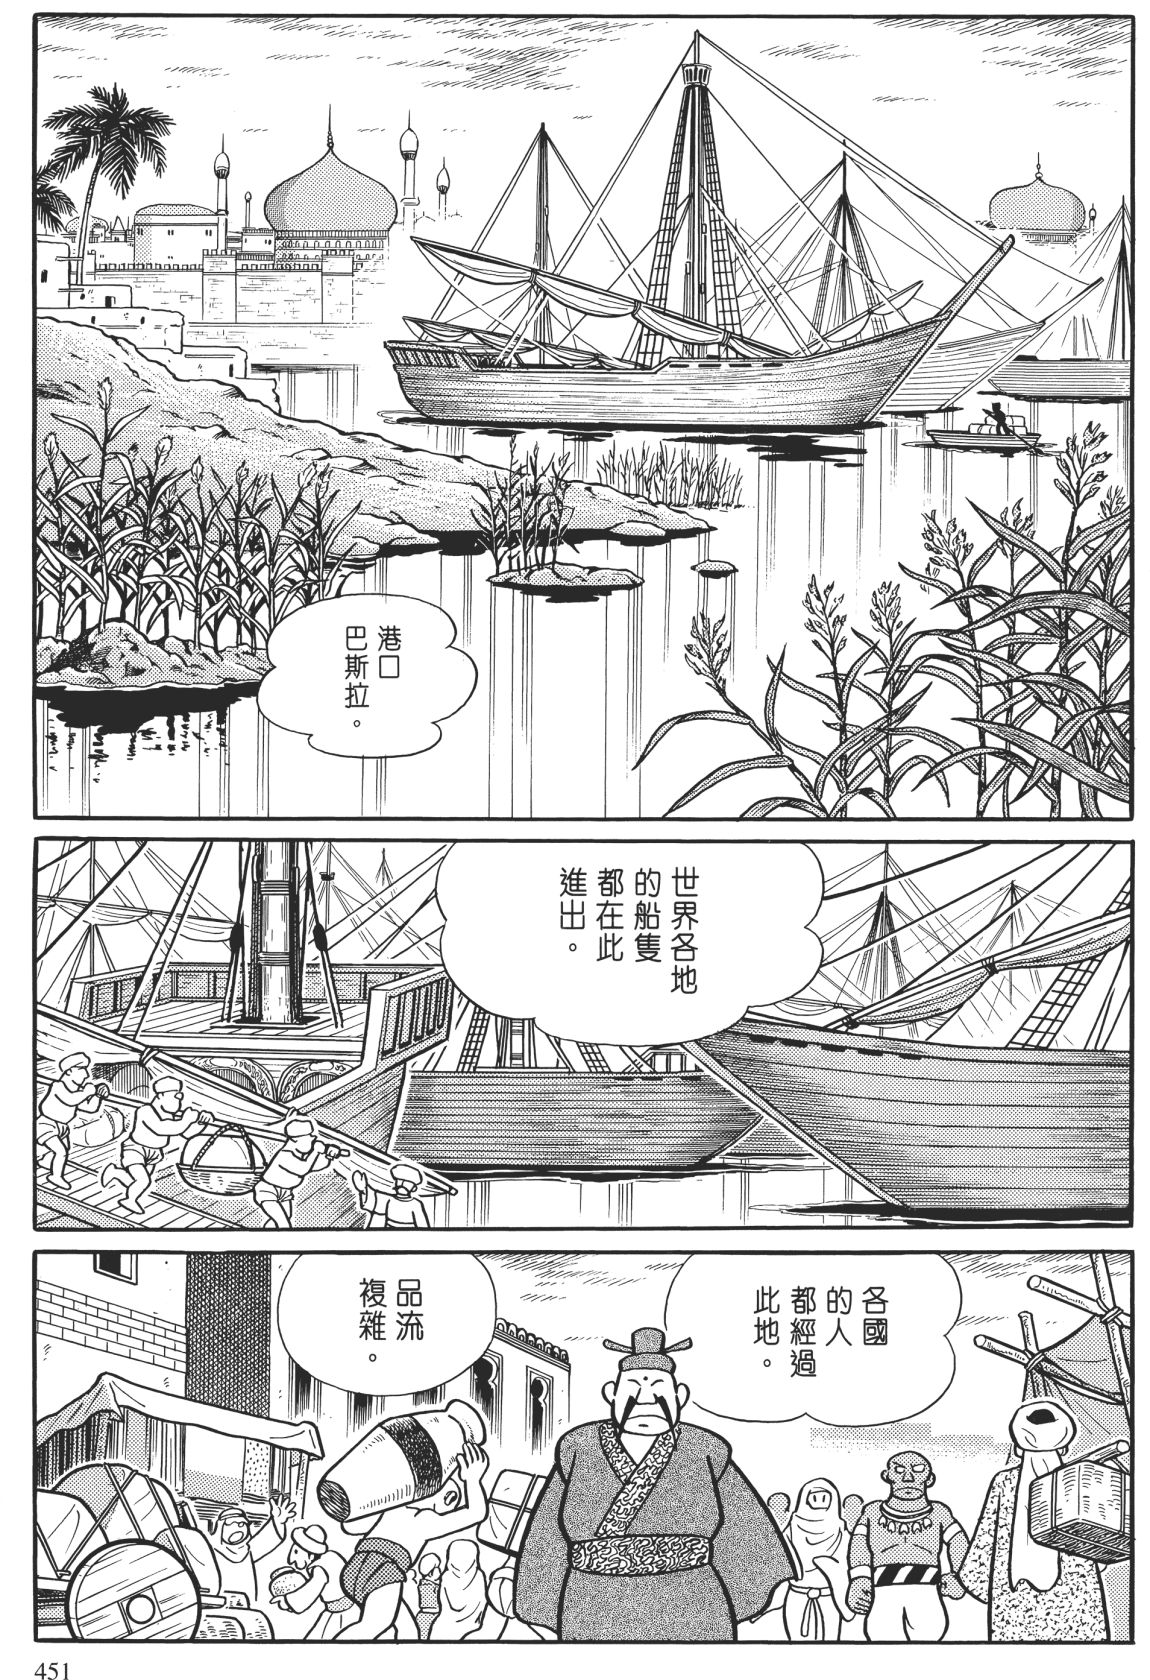 港口
巴斯拉。
世界各地
的船隻
都在此
進出。
各國
的人
都經過
此地。
品流
複雜。
451